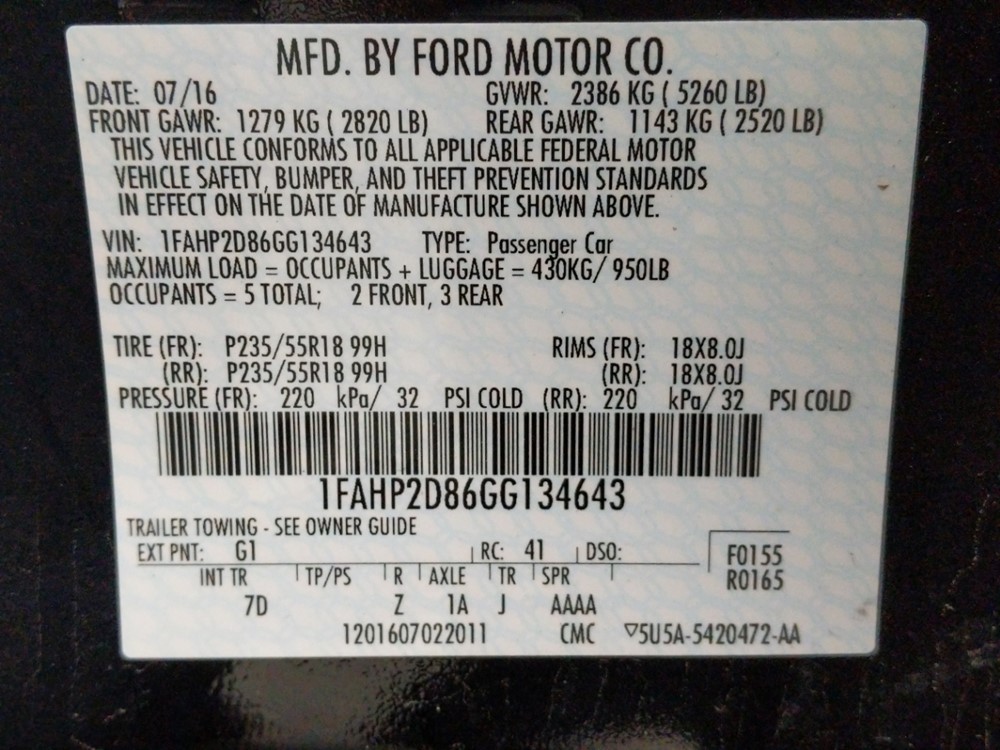 MFD. BY FORD MOTOR CO.
DATE: 07/16 GVWR: 2386 KG ( 5260 LB)
FRONT GAWR: 1279 KG ( 2820 LB) REAR GAWR: 1143 KG ( 2520 LB)
THIS VEHICLE CONFORMS TO ALL APPLICABLE FEDERAL MOTOR
VEHICLE SAFETY, BUMPER, AND THEFT PREVENTION STANDARDS
IN EFFECT ON THE DATE OF MANUFACTURE SHOWN ABOVE.
VIN: 1FAHP2D86GG134643 TYPE: Passenger Car
MAXIMUM LOAD = OCCUPANTS + LUGGAGE = 430KG/ 950LB
OCCUPANTS = 5 TOTAL; 2 FRONT, 3 REAR
TIRE (FR): P235/55R18 99H RIMS (FR): 18X8.0J
(RR): P235/55R18 99H (RR): 18X8.0J
PRESSURE (FR): 220 kPa/ 32 PSI COLD (RR): 220 kPa/ 32 PSI COLD
1FAHP2D86GG134643
TRAILER TOWING - SEE OWNER GUIDE
EXT PNT: G1 RC: 41 DSO: F0155
INT TR TP/PS R AXLE TR SPR R0165
7D Z 1A J AAAA
1201607022011 CMC ▽5U5A-5420472-AA